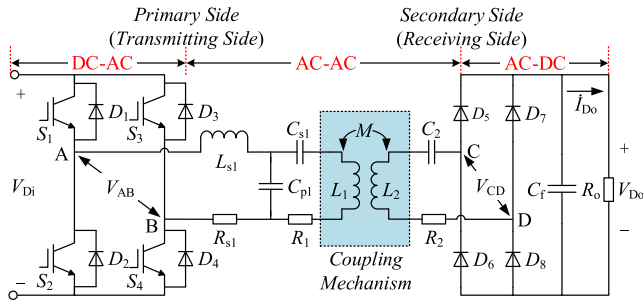 Primary Side
(Transmitting Side)
Secondary Side
(Receiving Side)
DC-AC
AC-AC
AC-DC
+
S1
D1
S3
D3
A
Ls1
Cs1
M
C2
C
D5
D7
İDo
+
VDi
VAB
Cp1
L1
L2
VCD
Cf
Ro
VDo
B
Rs1
R1
R2
D
−
S2
D2
S4
D4
Coupling
Mechanism
D6
D8
−